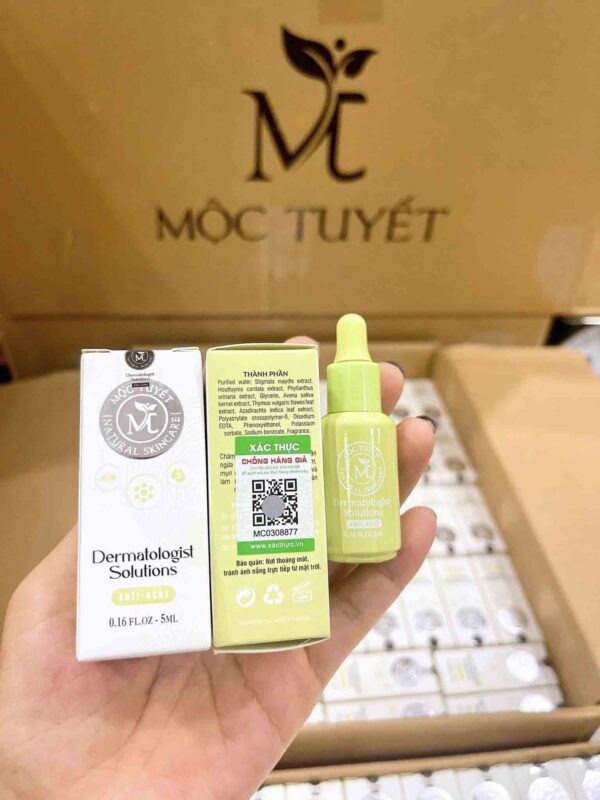 MT
MỘC TUYẾT
Dermatologist
Solutions
MỘC TUYẾT
NATURAL SKINCARE
Dermatologist
Solutions
ANTI-ACNE
0.16 FL.OZ - 5ML
THÀNH PHẦN
Purified water, Stigmata maydis extract,
Houttuynia cordata extract, Phyllanthus
urinaria extract, Glycerin, Avena sativa
kernel extract, Thymus vulgaris flower/leaf
extract, Azadirachta indica leaf extract,
Polyacrylate crosspolymer-6, Disodium
EDTA, Phenoxyethanol, Potassium
sorbate, Sodium benzoate, Fragrance.
XÁC THỰC
CHỐNG HÀNG GIẢ
MC0308877
www.xácthực.vn
Bảo quản: Nơi thoáng mát,
tránh ánh nắng trực tiếp từ mặt trời.
MỘC TUYẾT
Dermatologist
Solutions
ANTI-ACNE
0.16 FL.OZ-5ML